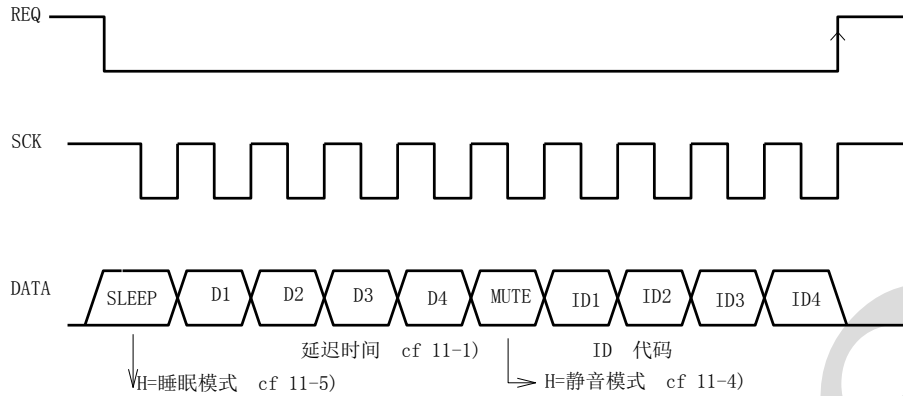 REQ
SCK
DATA
SLEEP D1 D2 D3 D4 MUTE ID1 ID2 ID3 ID4
延迟时间 cf 11-1) ID 代码
H=睡眠模式 cf 11-5) H=静音模式 cf 11-4)